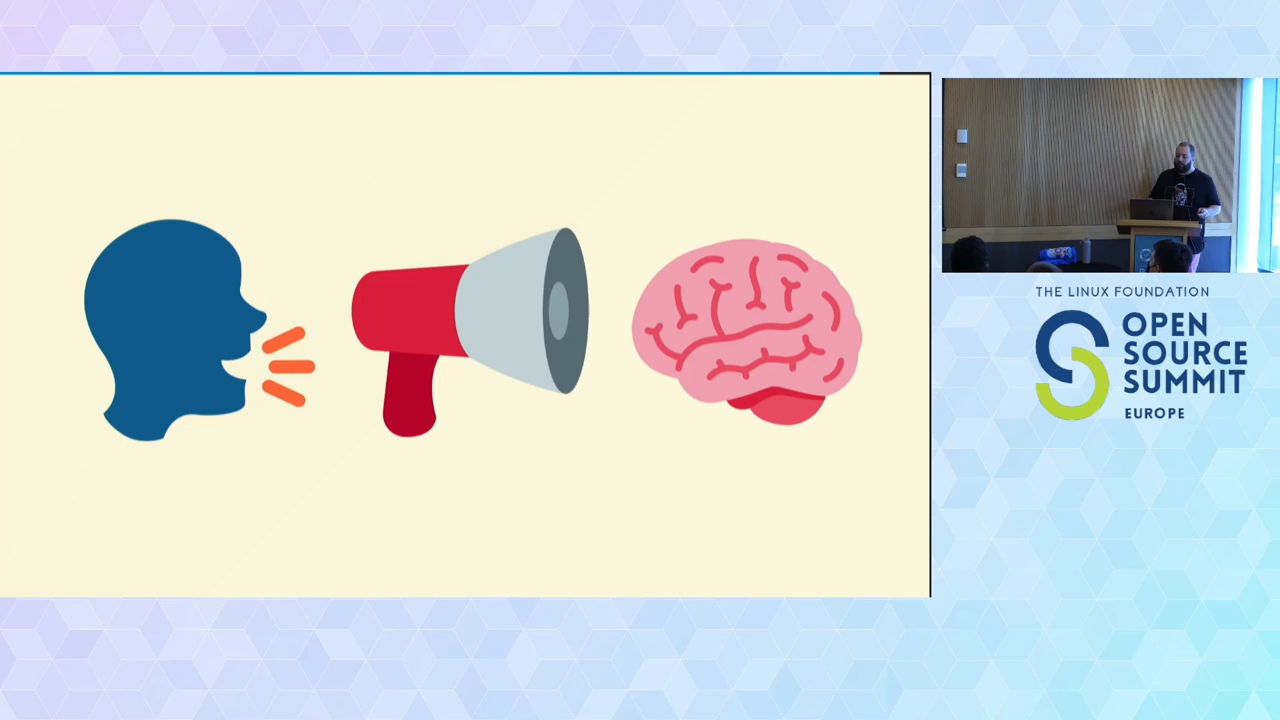 THE LINUX FOUNDATION
OPEN
SOURCE
SUMMIT
EUROPE